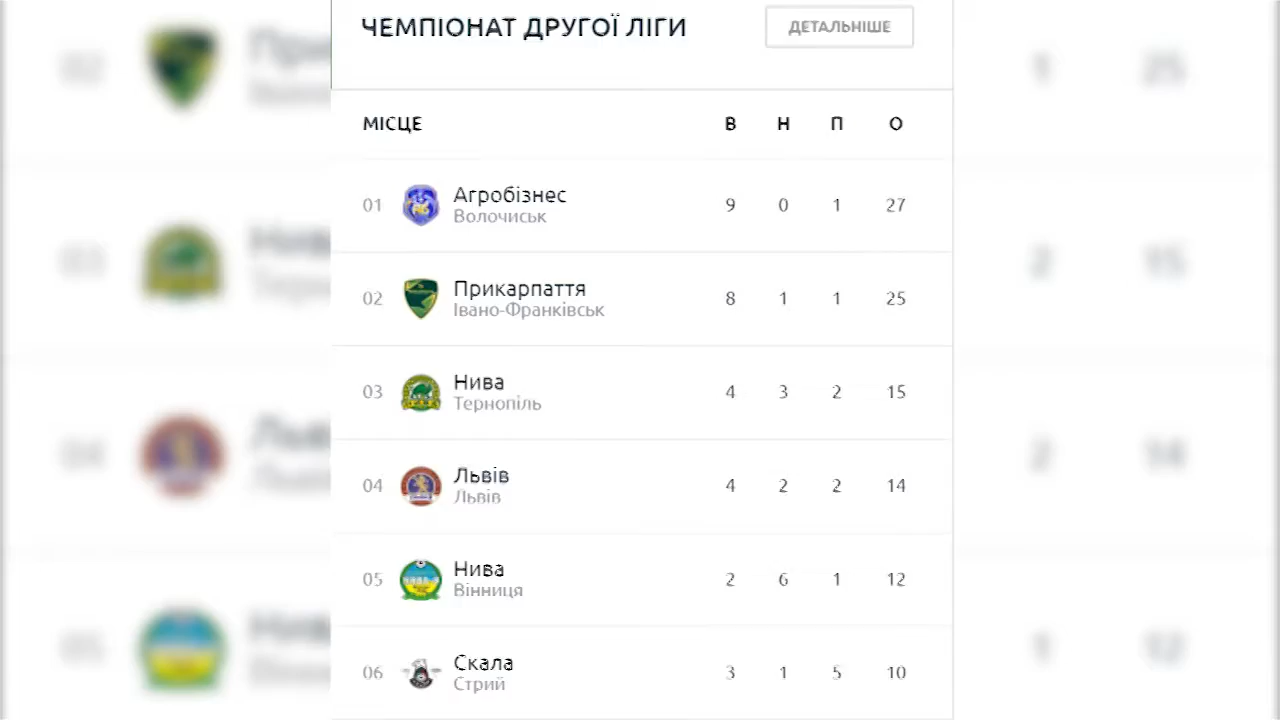 ЧЕМПІОНАТ ДРУГОЇ ЛІГИ ДЕТАЛЬНІШЕ
МІСЦЕ В Н П О
01 Агробізнес Волочиськ 9 0 1 27
02 Прикарпаття Івано-Франківськ 8 1 1 25
03 Нива Тернопіль 4 3 2 15
04 Львів Львів 4 2 2 14
05 Нива Вінниця 2 6 1 12
06 Скала Стрий 3 1 5 10